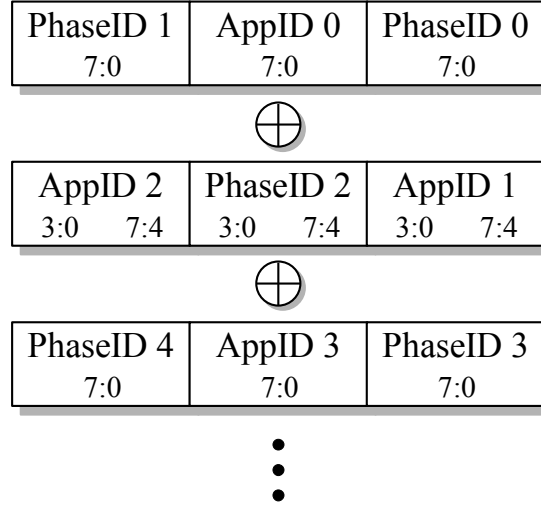 PhaseID 1 AppID 0 PhaseID 0
7:0 7:0 7:0
AppID 2 PhaseID 2 AppID 1
3:0 7:4 3:0 7:4 3:0 7:4
PhaseID 4 AppID 3 PhaseID 3
7:0 7:0 7:0